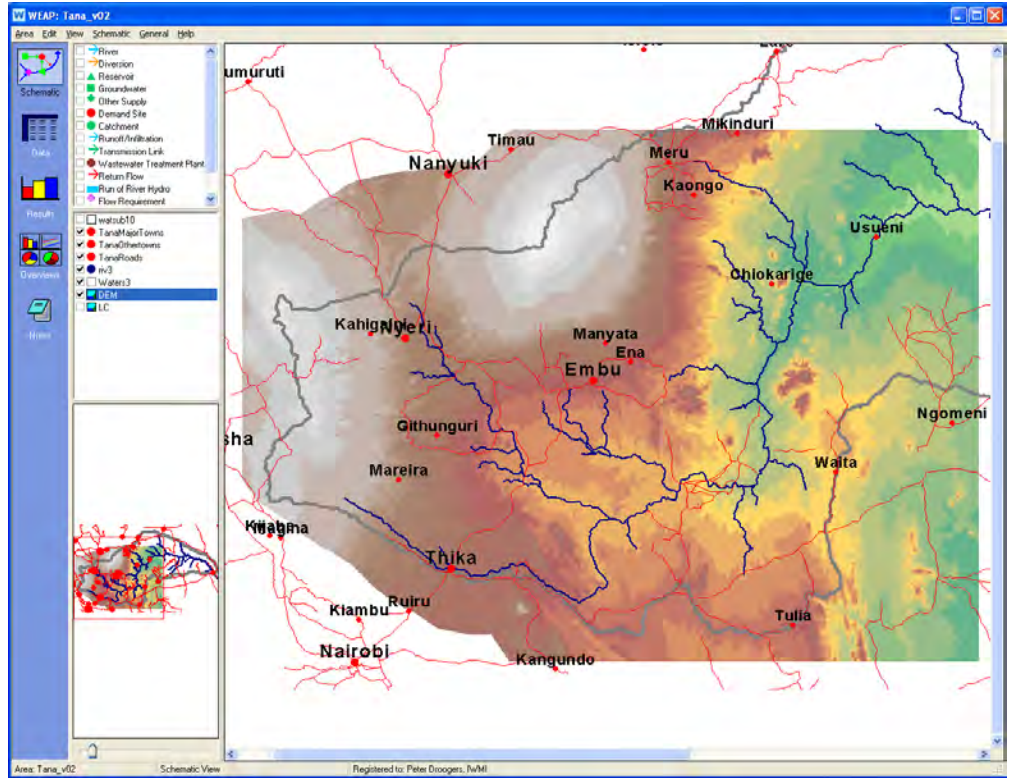 WEAP: Tana_v02
Area Edit View Schematic General Help
Schematic
Data
Results
Overviews
Notes
River
Diversion
Reservoir
Groundwater
Other Supply
Demand Site
Catchment
Runoff/Infiltration
Transmission Link
Wastewater Treatment Plant
Return Flow
Run of River Hydro
Flow Requirement
watsub10
TanaMajorTowns
TanaOthertowns
TanaRoads
riv3
Waters3
DEM
LC
umuruti
Mikinduri
Timau
Nanyuki
Meru
Kaongo
Usueni
Chiokarige
Nyeri
Manyata
Ena
Embu
Ngomeni
Githunguri
sha
Waita
Mareira
Thika
Ruiru
Kiambu
Tulia
Nairobi
Kangundo
Area: Tana_v02 Schematic View Registered to: Peter Droogers, IWMI